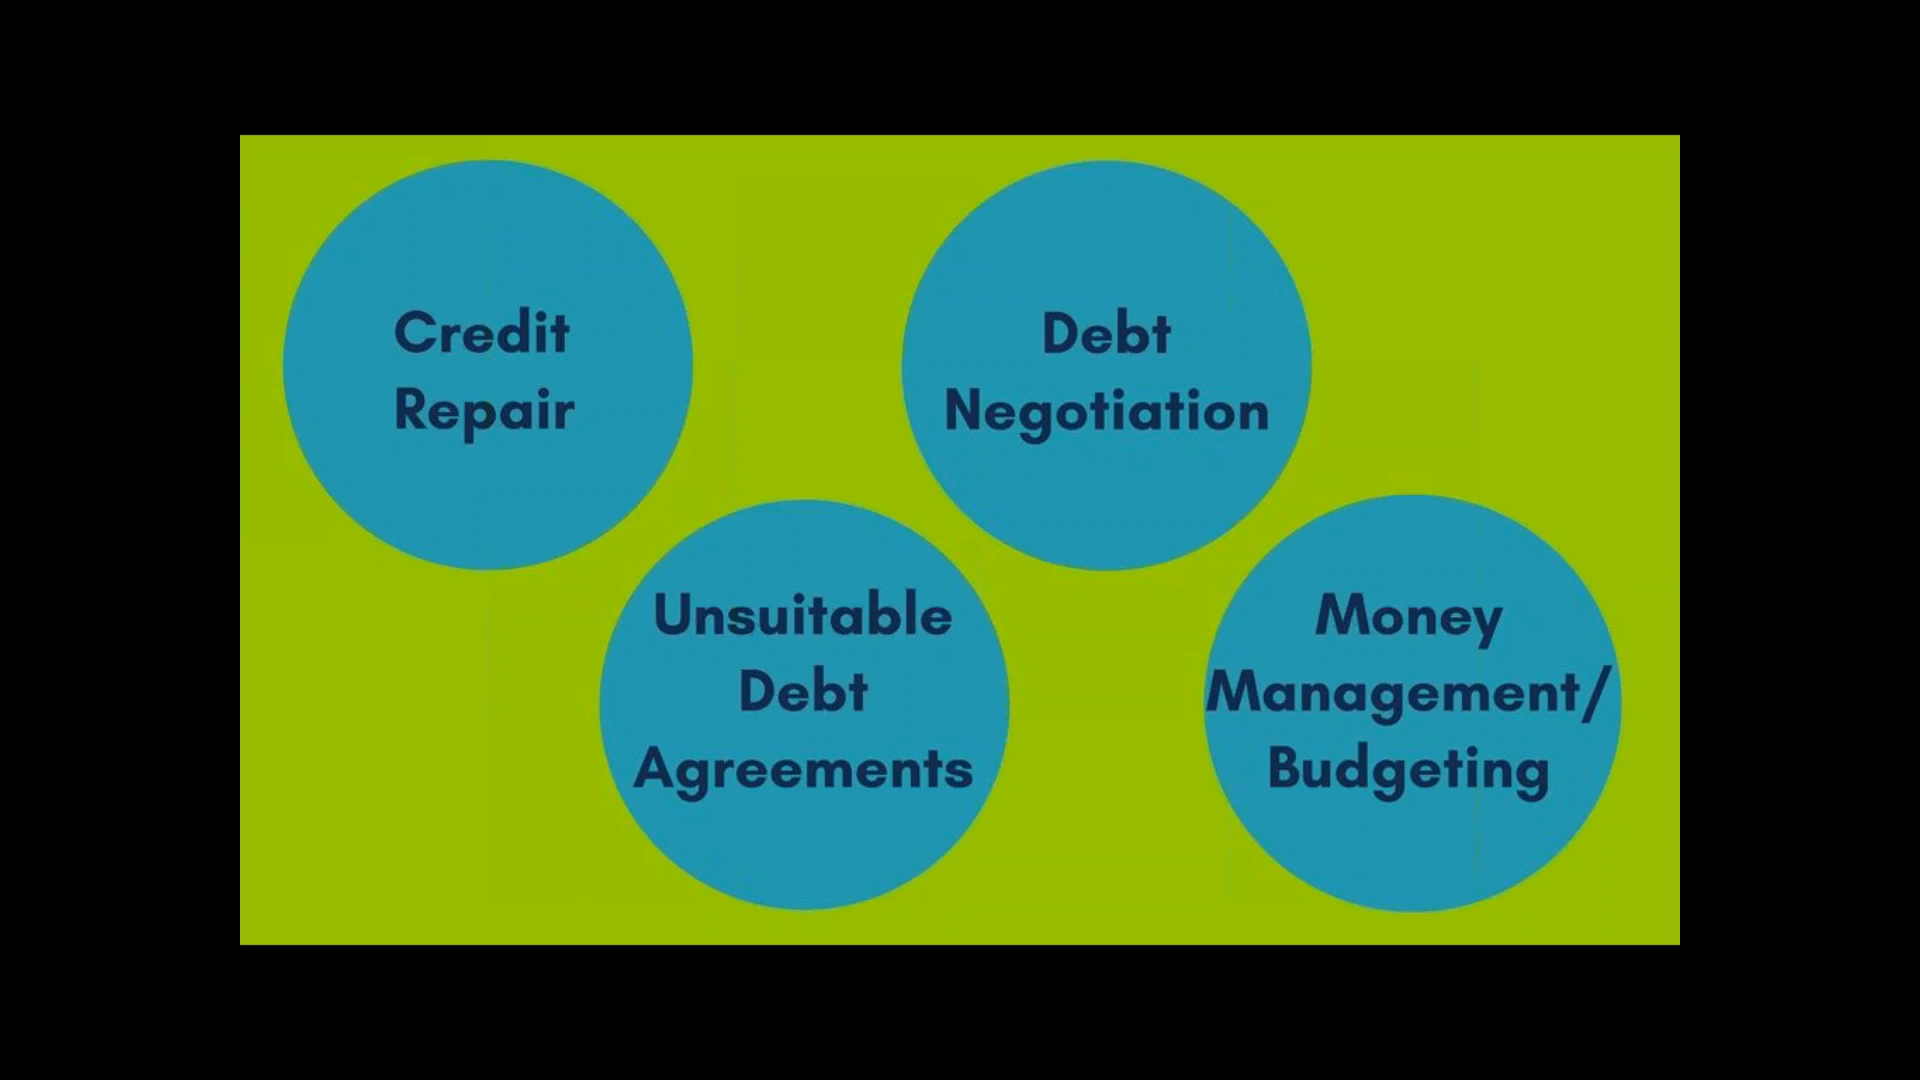 Credit
Repair
Debt
Negotiation
Unsuitable
Debt
Agreements
Money
Management/
Budgeting